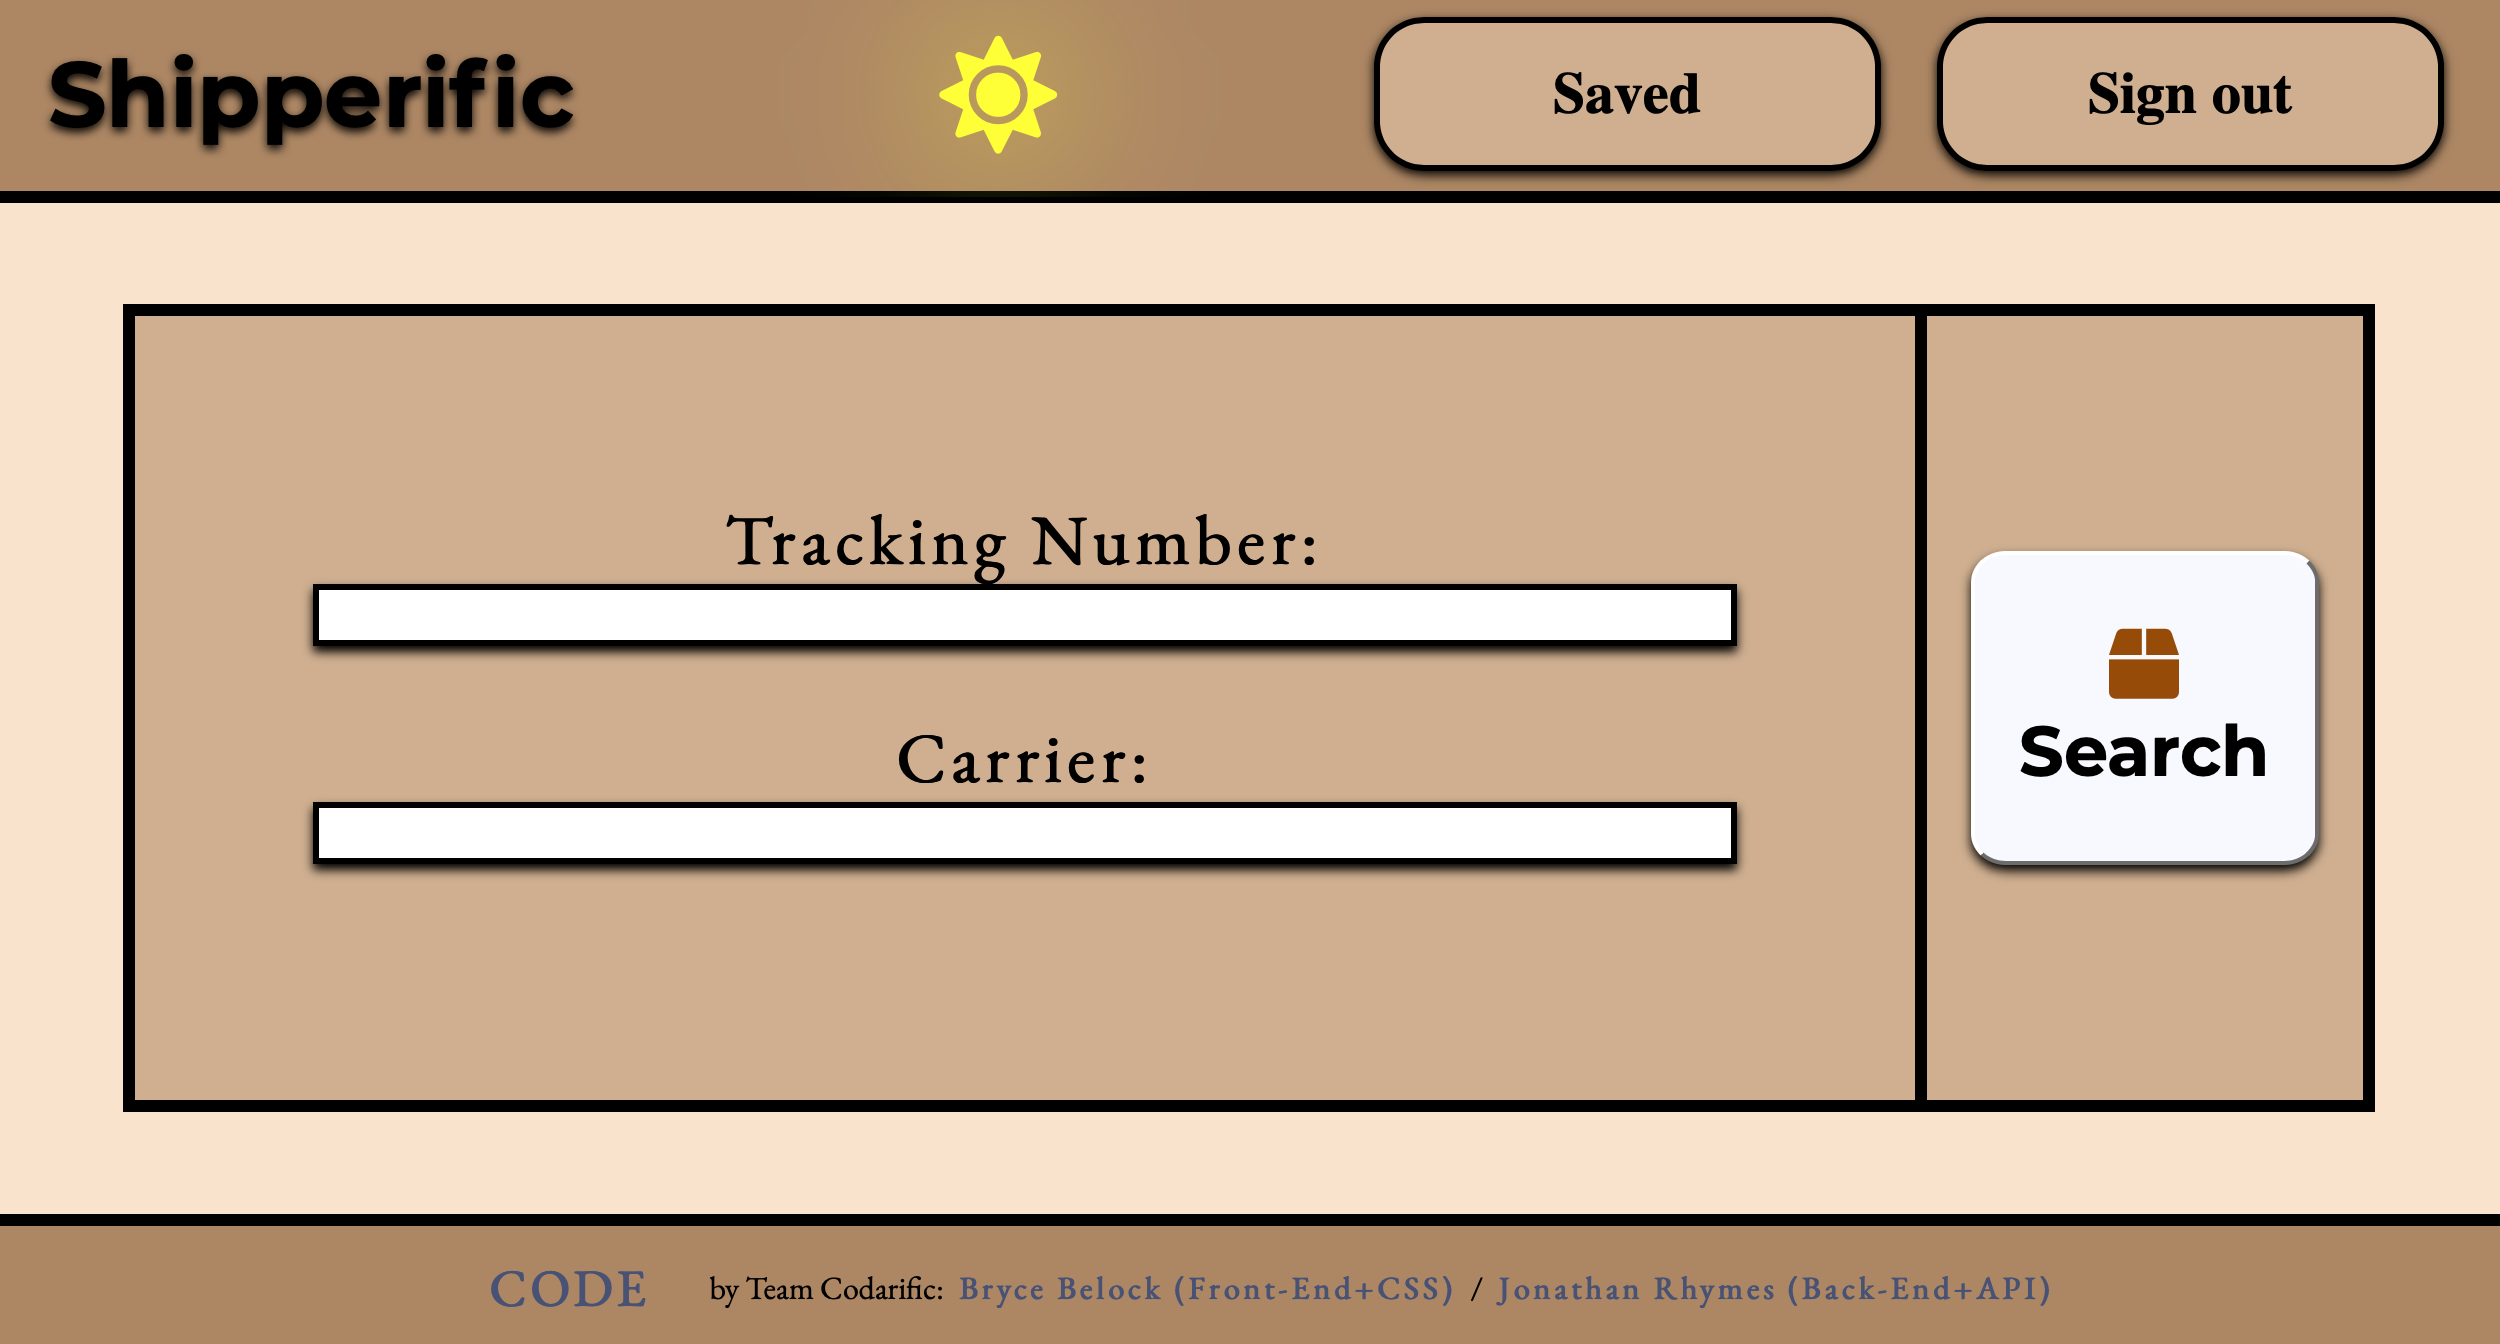 Shipperific
Saved
Sign out
Tracking Number:
Carrier:
Search
CODE
by Team Codarific: Bryce Belock (Front-End+CSS) / Jonathan Rhymes (Back-End+API)